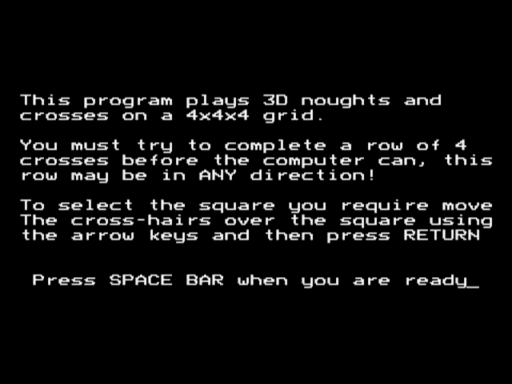 This program plays 3D noughts and
crosses on a 4x4x4 grid.
You must try to complete a row of 4
crosses before the computer can, this
row may be in ANY direction!
To select the square you require move
The cross-hairs over the square using
the arrow keys and then press RETURN
Press SPACE BAR when you are ready_